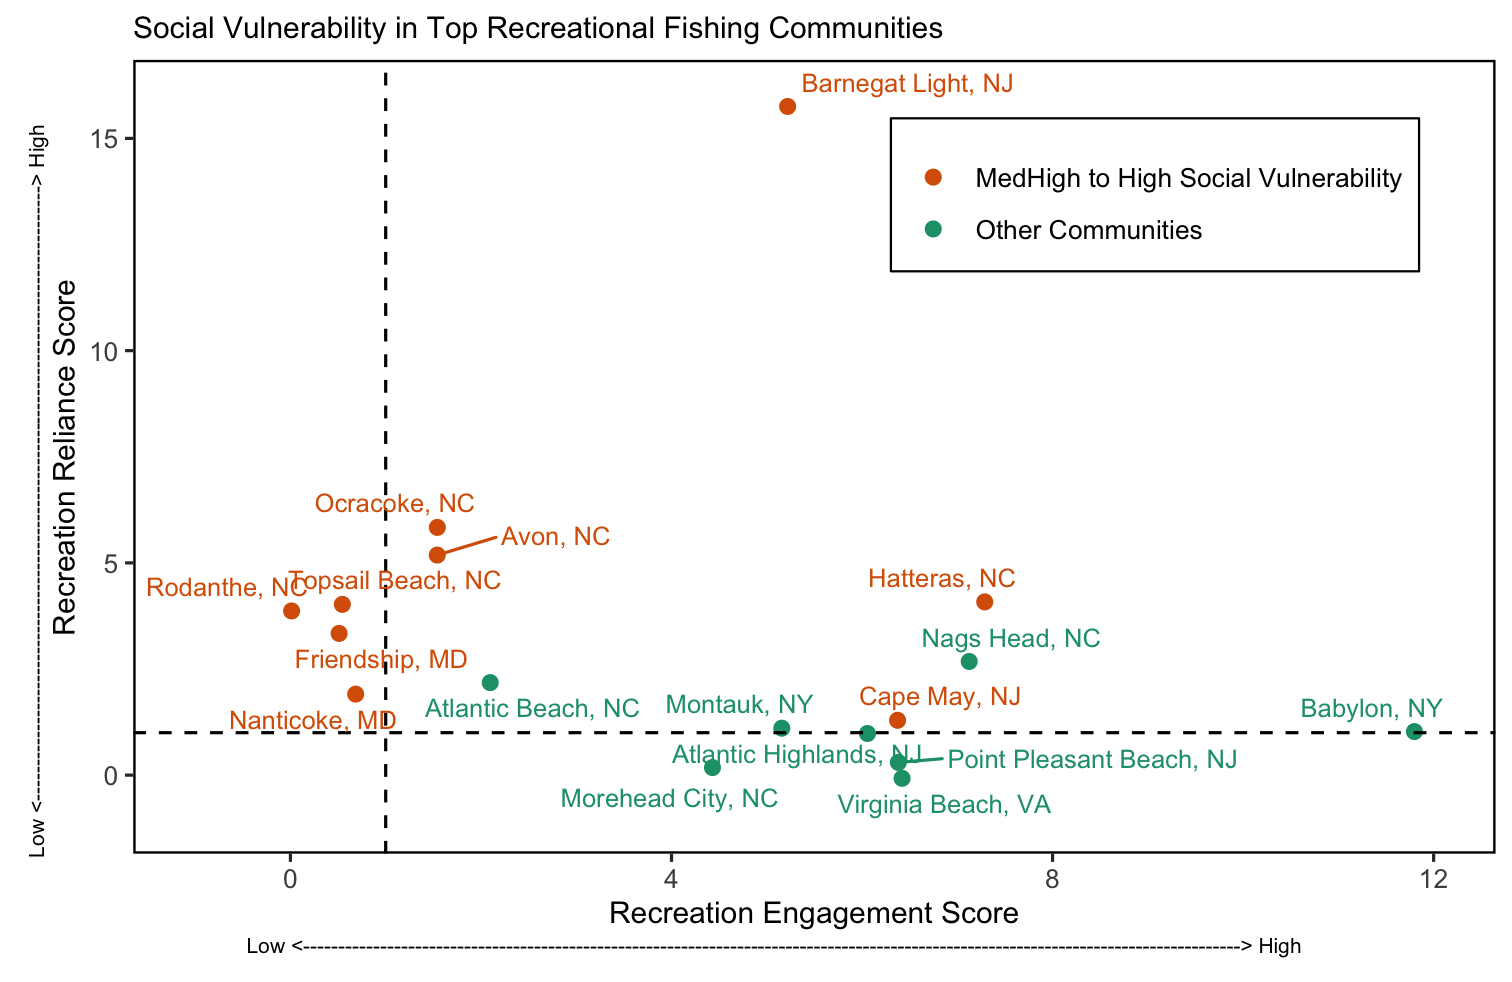 Social Vulnerability in Top Recreational Fishing Communities
Barnegat Light, NJ
MedHigh to High Social Vulnerability
Other Communities
Ocracoke, NC
Avon, NC
Topsail Beach, NC
Rodanthe, NC
Hatteras, NC
Nags Head, NC
Friendship, MD
Cape May, NJ
Montauk, NY
Atlantic Beach, NC
Babylon, NY
Nanticoke, MD
Atlantic Highlands, NJ
Point Pleasant Beach, NJ
Morehead City, NC
Virginia Beach, VA
15
10
5
0
Recreation Reliance Score
Low <--------------------------------------------------------------------------------------------> High
0
4
8
12
Recreation Engagement Score
Low <---------------------------------------------------------------------------------------------------------------------------------------> High